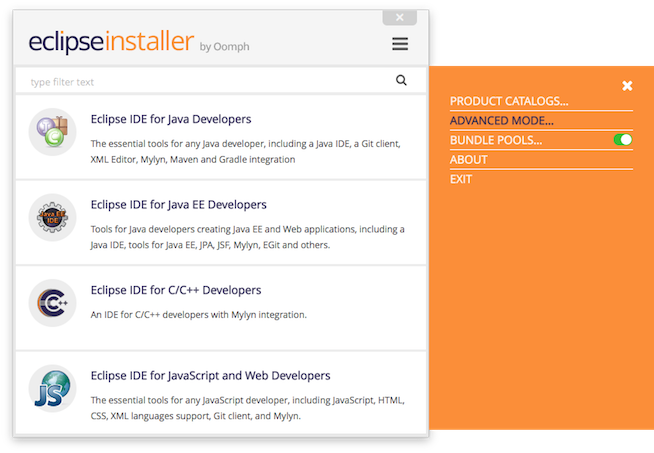 eclipseinstaller by Oomph
type filter text
Eclipse IDE for Java Developers
The essential tools for any Java developer, including a Java IDE, a Git client,
XML Editor, Mylyn, Maven and Gradle integration
Java EE
IDE
Eclipse IDE for Java EE Developers
Tools for Java developers creating Java EE and Web applications, including a
Java IDE, tools for Java EE, JPA, JSF, Mylyn, EGit and others.
C++
Eclipse IDE for C/C++ Developers
An IDE for C/C++ developers with Mylyn integration.
JS
Eclipse IDE for JavaScript and Web Developers
The essential tools for any JavaScript developer, including JavaScript, HTML,
CSS, XML languages support, Git client, and Mylyn.
PRODUCT CATALOGS...
ADVANCED MODE...
BUNDLE POOLS...
ABOUT
EXIT